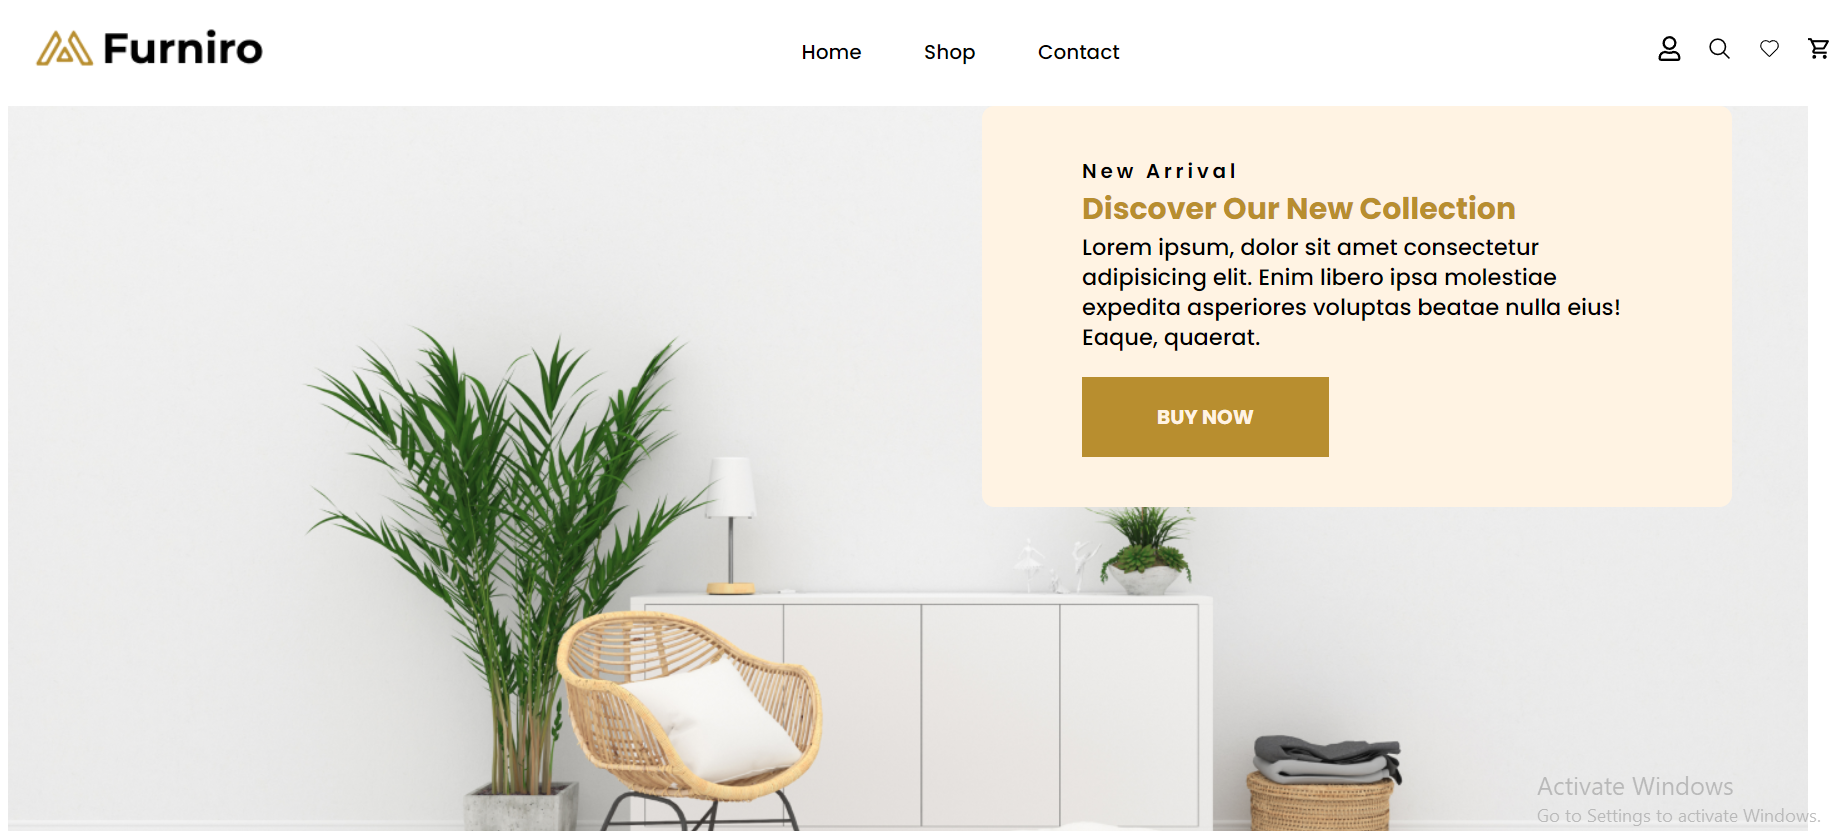 Furniro
Home Shop Contact
New Arrival
Discover Our New Collection
Lorem ipsum, dolor sit amet consectetur
adipisicing elit. Enim libero ipsa molestiae
expedita asperiores voluptas beatae nulla eius!
Eaque, quaerat.
BUY NOW
Activate Windows
Go to Settings to activate Windows.